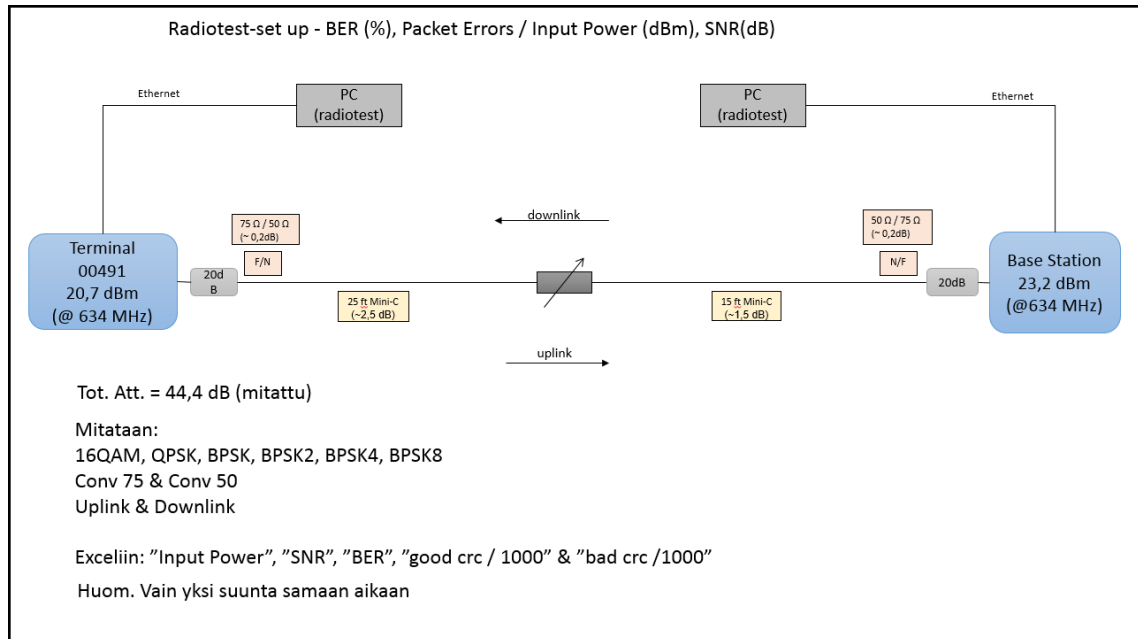 Radiotest-set up - BER (%), Packet Errors / Input Power (dBm), SNR(dB)
Ethernet
PC
(radiotest)
PC
(radiotest)
Ethernet
downlink
75 Ω / 50 Ω
(~ 0,2dB)
F/N
50 Ω / 75 Ω
(~ 0,2dB)
N/F
Terminal
00491
20,7 dBm
(@ 634 MHz)
20d
B
25 ft Mini-C
(~2,5 dB)
15 ft Mini-C
(~1,5 dB)
20dB
Base Station
23,2 dBm
(@634 MHz)
uplink
Tot. Att. = 44,4 dB (mitattu)
Mitataan:
16QAM, QPSK, BPSK, BPSK2, BPSK4, BPSK8
Conv 75 & Conv 50
Uplink & Downlink
Exceliin: ”Input Power”, ”SNR”, ”BER”, ”good crc / 1000” & ”bad crc /1000”
Huom. Vain yksi suunta samaan aikaan